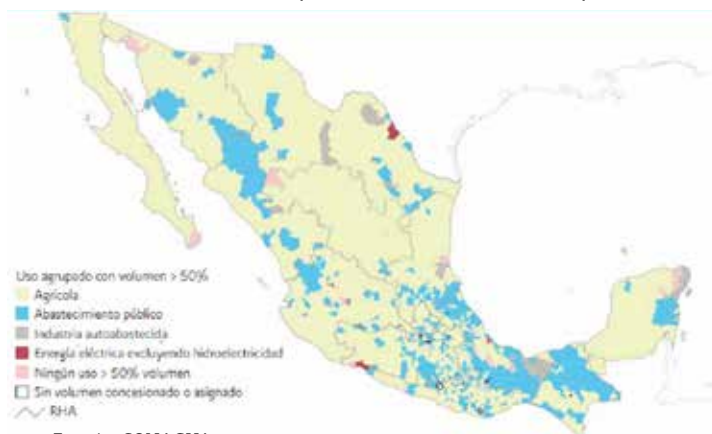 Uso agrupado con volumen > 50%
Agrícola
Abastecimiento público
Industria autoabastecida
Energía eléctrica excluyendo hidroelectricidad
Ningún uso > 50% volumen
Sin volumen concesionado o asignado
RHA